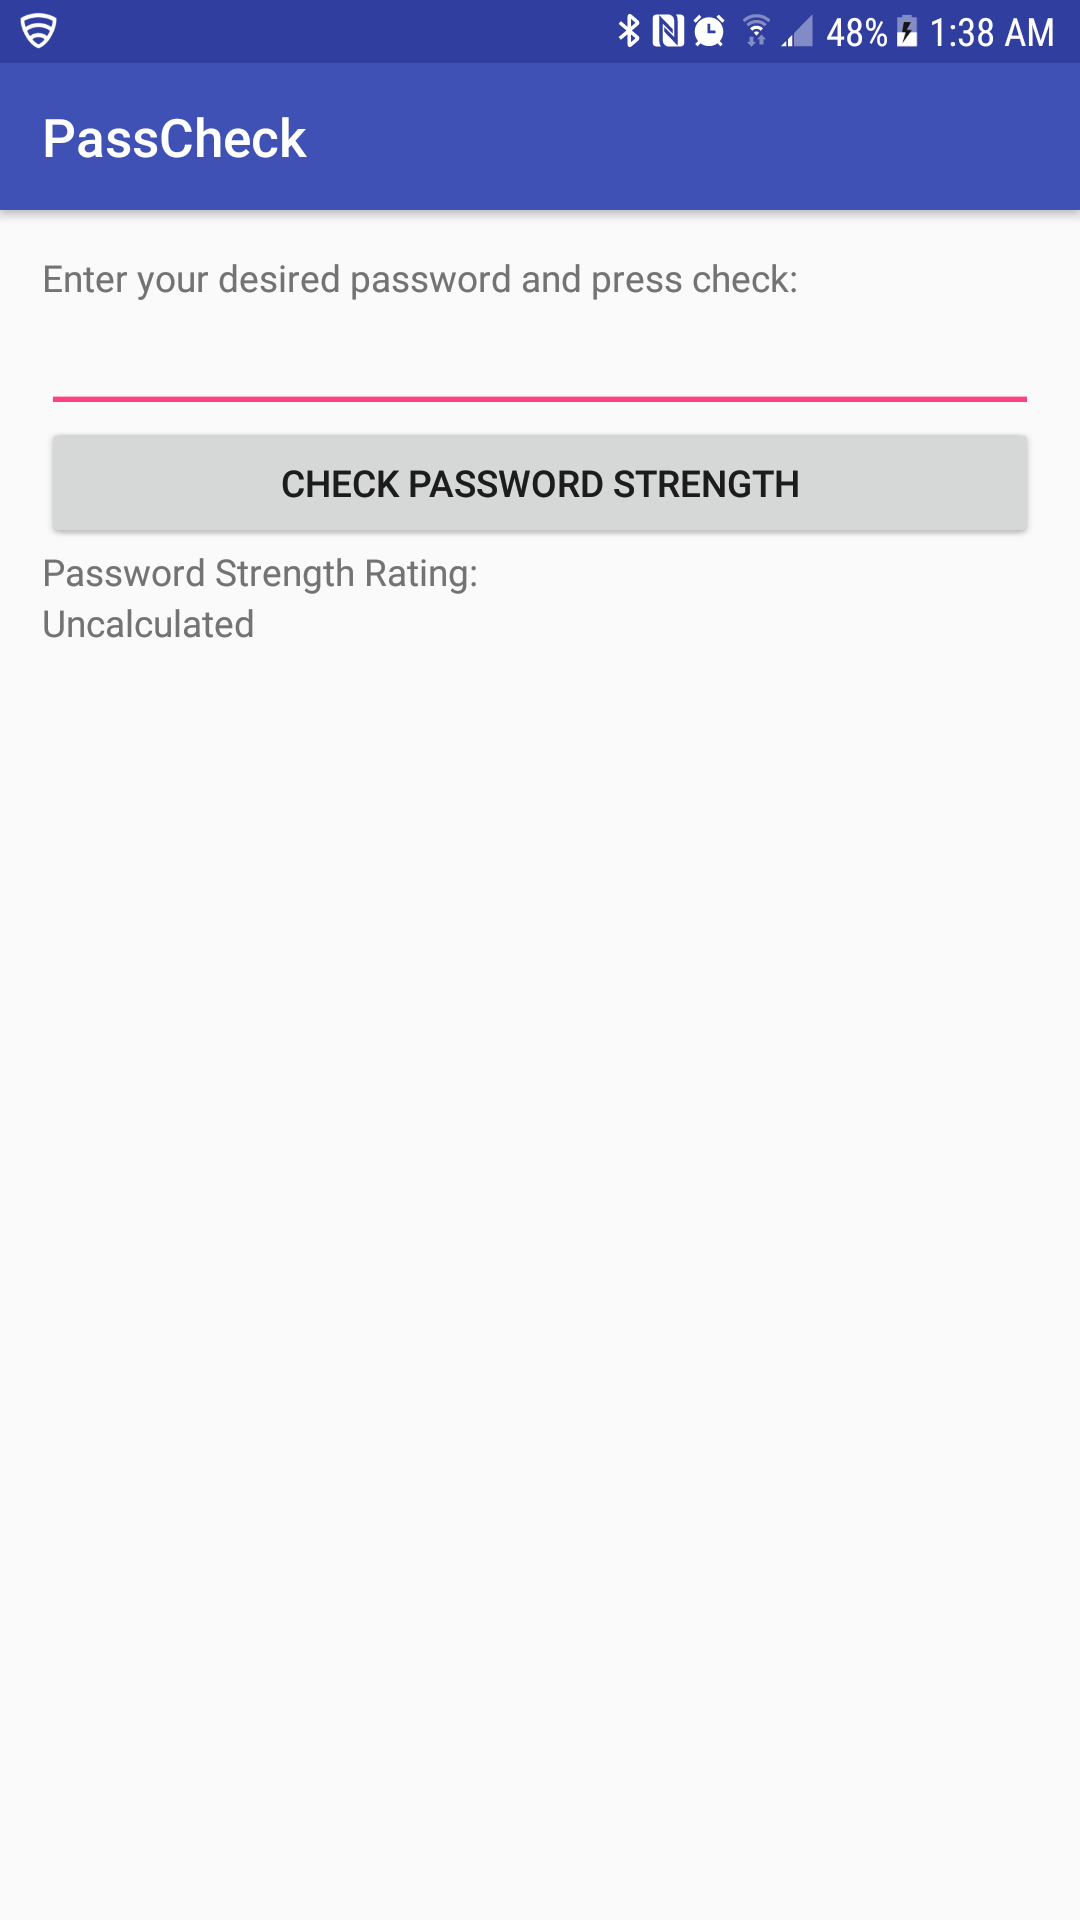 48% 1:38 AM
PassCheck
Enter your desired password and press check:
CHECK PASSWORD STRENGTH
Password Strength Rating:
Uncalculated